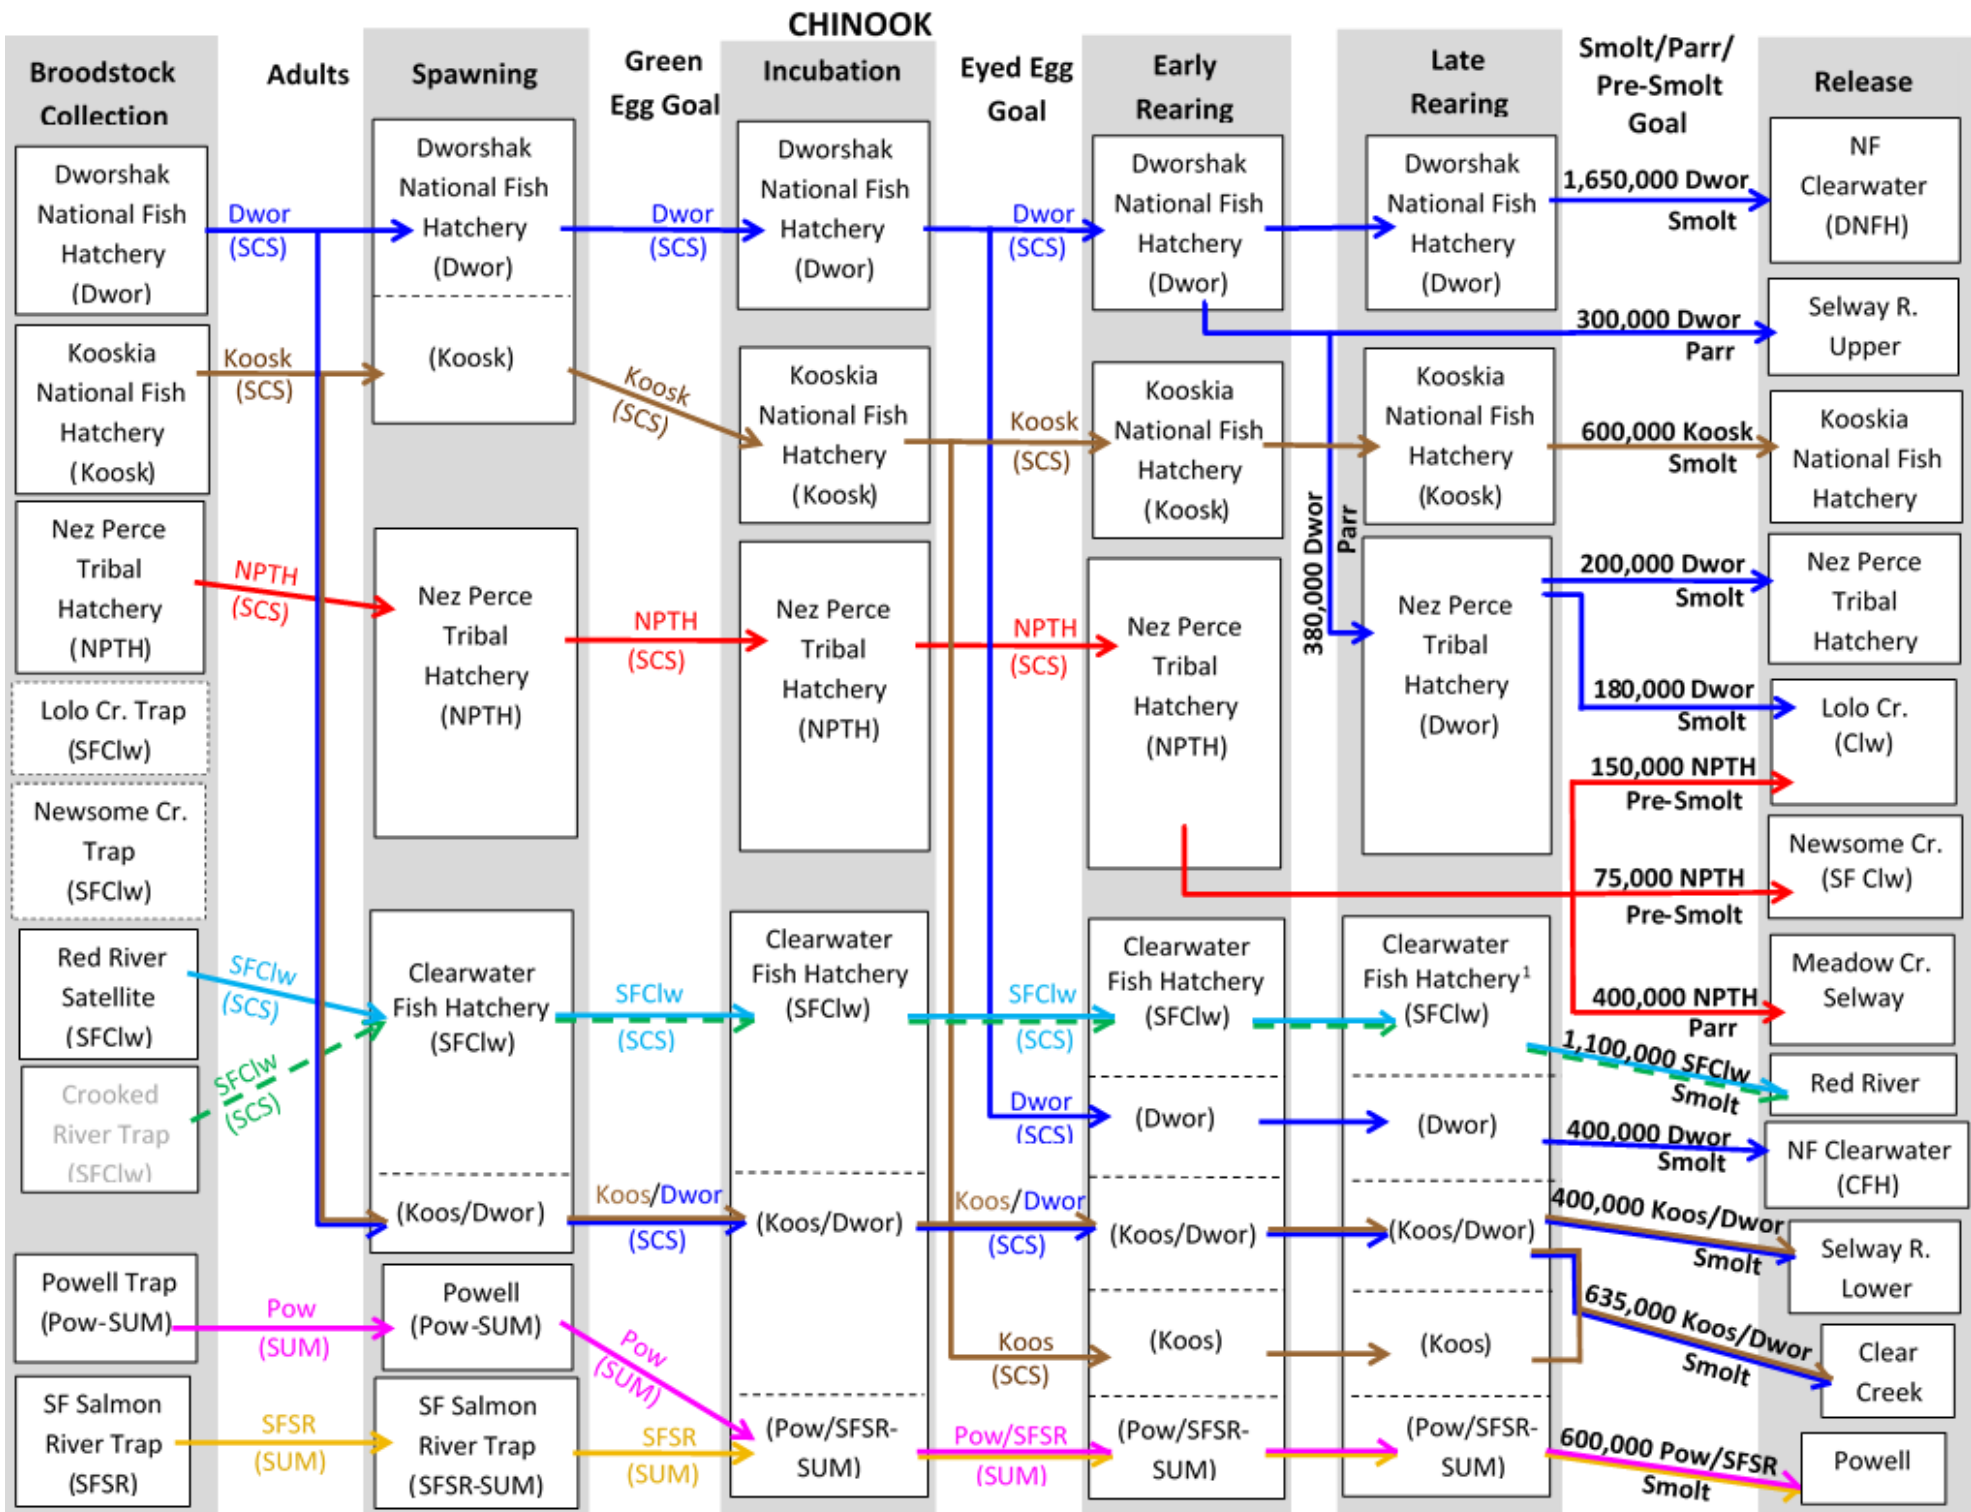 CHINOOK
Broodstock
Collection
Adults
Spawning
Green
Egg Goal
Incubation
Eyed Egg
Goal
Early
Rearing
Late
Rearing
Smolt/Parr/
Pre-Smolt
Goal
Release
Dworshak
National Fish
Hatchery
(Dwor)
Kooskia
National Fish
Hatchery
(Koosk)
Nez Perce
Tribal
Hatchery
(NPTH)
Lolo Cr. Trap
(SFClw)
Newsome Cr.
Trap
(SFClw)
Red River
Satellite
(SFClw)
Crooked
River Trap
(SFClw)
Powell Trap
(Pow-SUM)
SF Salmon
River Trap
(SFSR)
Dwor
(SCS)
Koosk
(SCS)
NPTH
(SCS)
SFClw
(SCS)
SFClw
(SCS)
Pow
(SUM)
SFSR
(SUM)
Dworshak
National Fish
Hatchery
(Dwor)
(Koosk)
Nez Perce
Tribal
Hatchery
(NPTH)
Clearwater
Fish Hatchery
(SFClw)
(Koos/Dwor)
Powell
(Pow-SUM)
SF Salmon
River Trap
(SFSR-SUM)
Dwor
(SCS)
Koosk
(SCS)
NPTH
(SCS)
SFClw
(SCS)
Koos/Dwor
(SCS)
Pow
(SUM)
SFSR
(SUM)
Dworshak
National Fish
Hatchery
(Dwor)
Kooskia
National Fish
Hatchery
(Koosk)
Nez Perce
Tribal
Hatchery
(NPTH)
Clearwater
Fish Hatchery
(SFClw)
(Koos/Dwor)
(Pow/SFSR-
SUM)
Dwor
(SCS)
Koosk
(SCS)
NPTH
(SCS)
SFClw
(SCS)
Dwor
(SCS)
Koos/Dwor
(SCS)
Koos
(SCS)
Pow/SFSR
(SUM)
Dworshak
National Fish
Hatchery
(Dwor)
Kooskia
National Fish
Hatchery
(Koosk)
Nez Perce
Tribal
Hatchery
(NPTH)
Clearwater
Fish Hatchery
(SFClw)
(Dwor)
(Koos/Dwor)
(Koos)
(Pow/SFSR-
SUM)
380,000 Dwor
Parr
Dworshak
National Fish
Hatchery
(Dwor)
Kooskia
National Fish
Hatchery
(Koosk)
Nez Perce
Tribal
Hatchery
(Dwor)
Clearwater
Fish Hatchery¹
(SFClw)
(Dwor)
(Koos/Dwor)
(Koos)
(Pow/SFSR-
SUM)
1,650,000 Dwor
Smolt
300,000 Dwor
Parr
600,000 Koosk
Smolt
200,000 Dwor
Smolt
180,000 Dwor
Smolt
150,000 NPTH
Pre-Smolt
75,000 NPTH
Pre-Smolt
400,000 NPTH
Parr
1,100,000 SFClw
Smolt
400,000 Dwor
Smolt
400,000 Koos/Dwor
Smolt
635,000 Koos/Dwor
Smolt
600,000 Pow/SFSR
Smolt
NF
Clearwater
(DNFH)
Selway R.
Upper
Kooskia
National Fish
Hatchery
Nez Perce
Tribal
Hatchery
Lolo Cr.
(Clw)
Newsome Cr.
(SF Clw)
Meadow Cr.
Selway
Red River
NF Clearwater
(CFH)
Selway R.
Lower
Clear
Creek
Powell